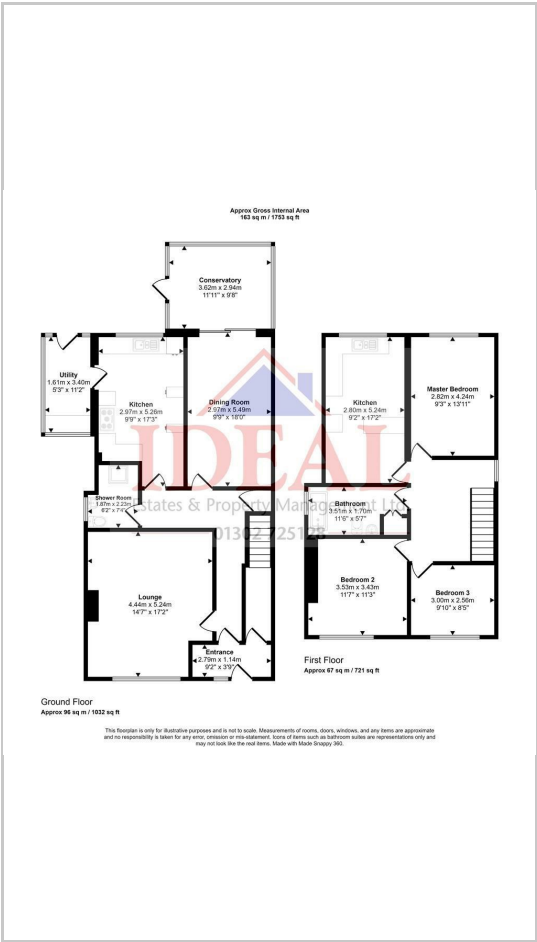 Approx Gross Internal Area
163 sq m / 1753 sq ft
Conservatory
3.62m x 2.94m
11'11" x 9'8"
Utility
1.61m x 3.40m
5'3" x 11'2"
Kitchen
2.97m x 5.26m
9'9" x 17'3"
Dining Room
2.97m x 5.49m
9'9" x 18'0"
Kitchen
2.80m x 5.24m
9'2" x 17'2"
Master Bedroom
2.82m x 4.24m
9'3" x 13'11"
IDEAL
Estates & Property Management Ltd
01302 725128
Shower Room
1.87m x 2.23m
6'2" x 7'4"
Bathroom
3.51m x 1.70m
11'6" x 5'7"
Lounge
4.44m x 5.24m
14'7" x 17'2"
Bedroom 2
3.53m x 3.43m
11'7" x 11'3"
Bedroom 3
3.00m x 2.56m
9'10" x 8'5"
Entrance
2.79m x 1.14m
9'2" x 3'9"
First Floor
Approx 67 sq m / 721 sq ft
Ground Floor
Approx 96 sq m / 1032 sq ft
This floorplan is only for illustrative purposes and is not to scale. Measurements of rooms, doors, windows, and any items are approximate
and no responsibility is taken for any error, omission or mis-statement. Icons of items such as bathroom suites are representations only and
may not look like the real items. Made with Made Snappy 360.